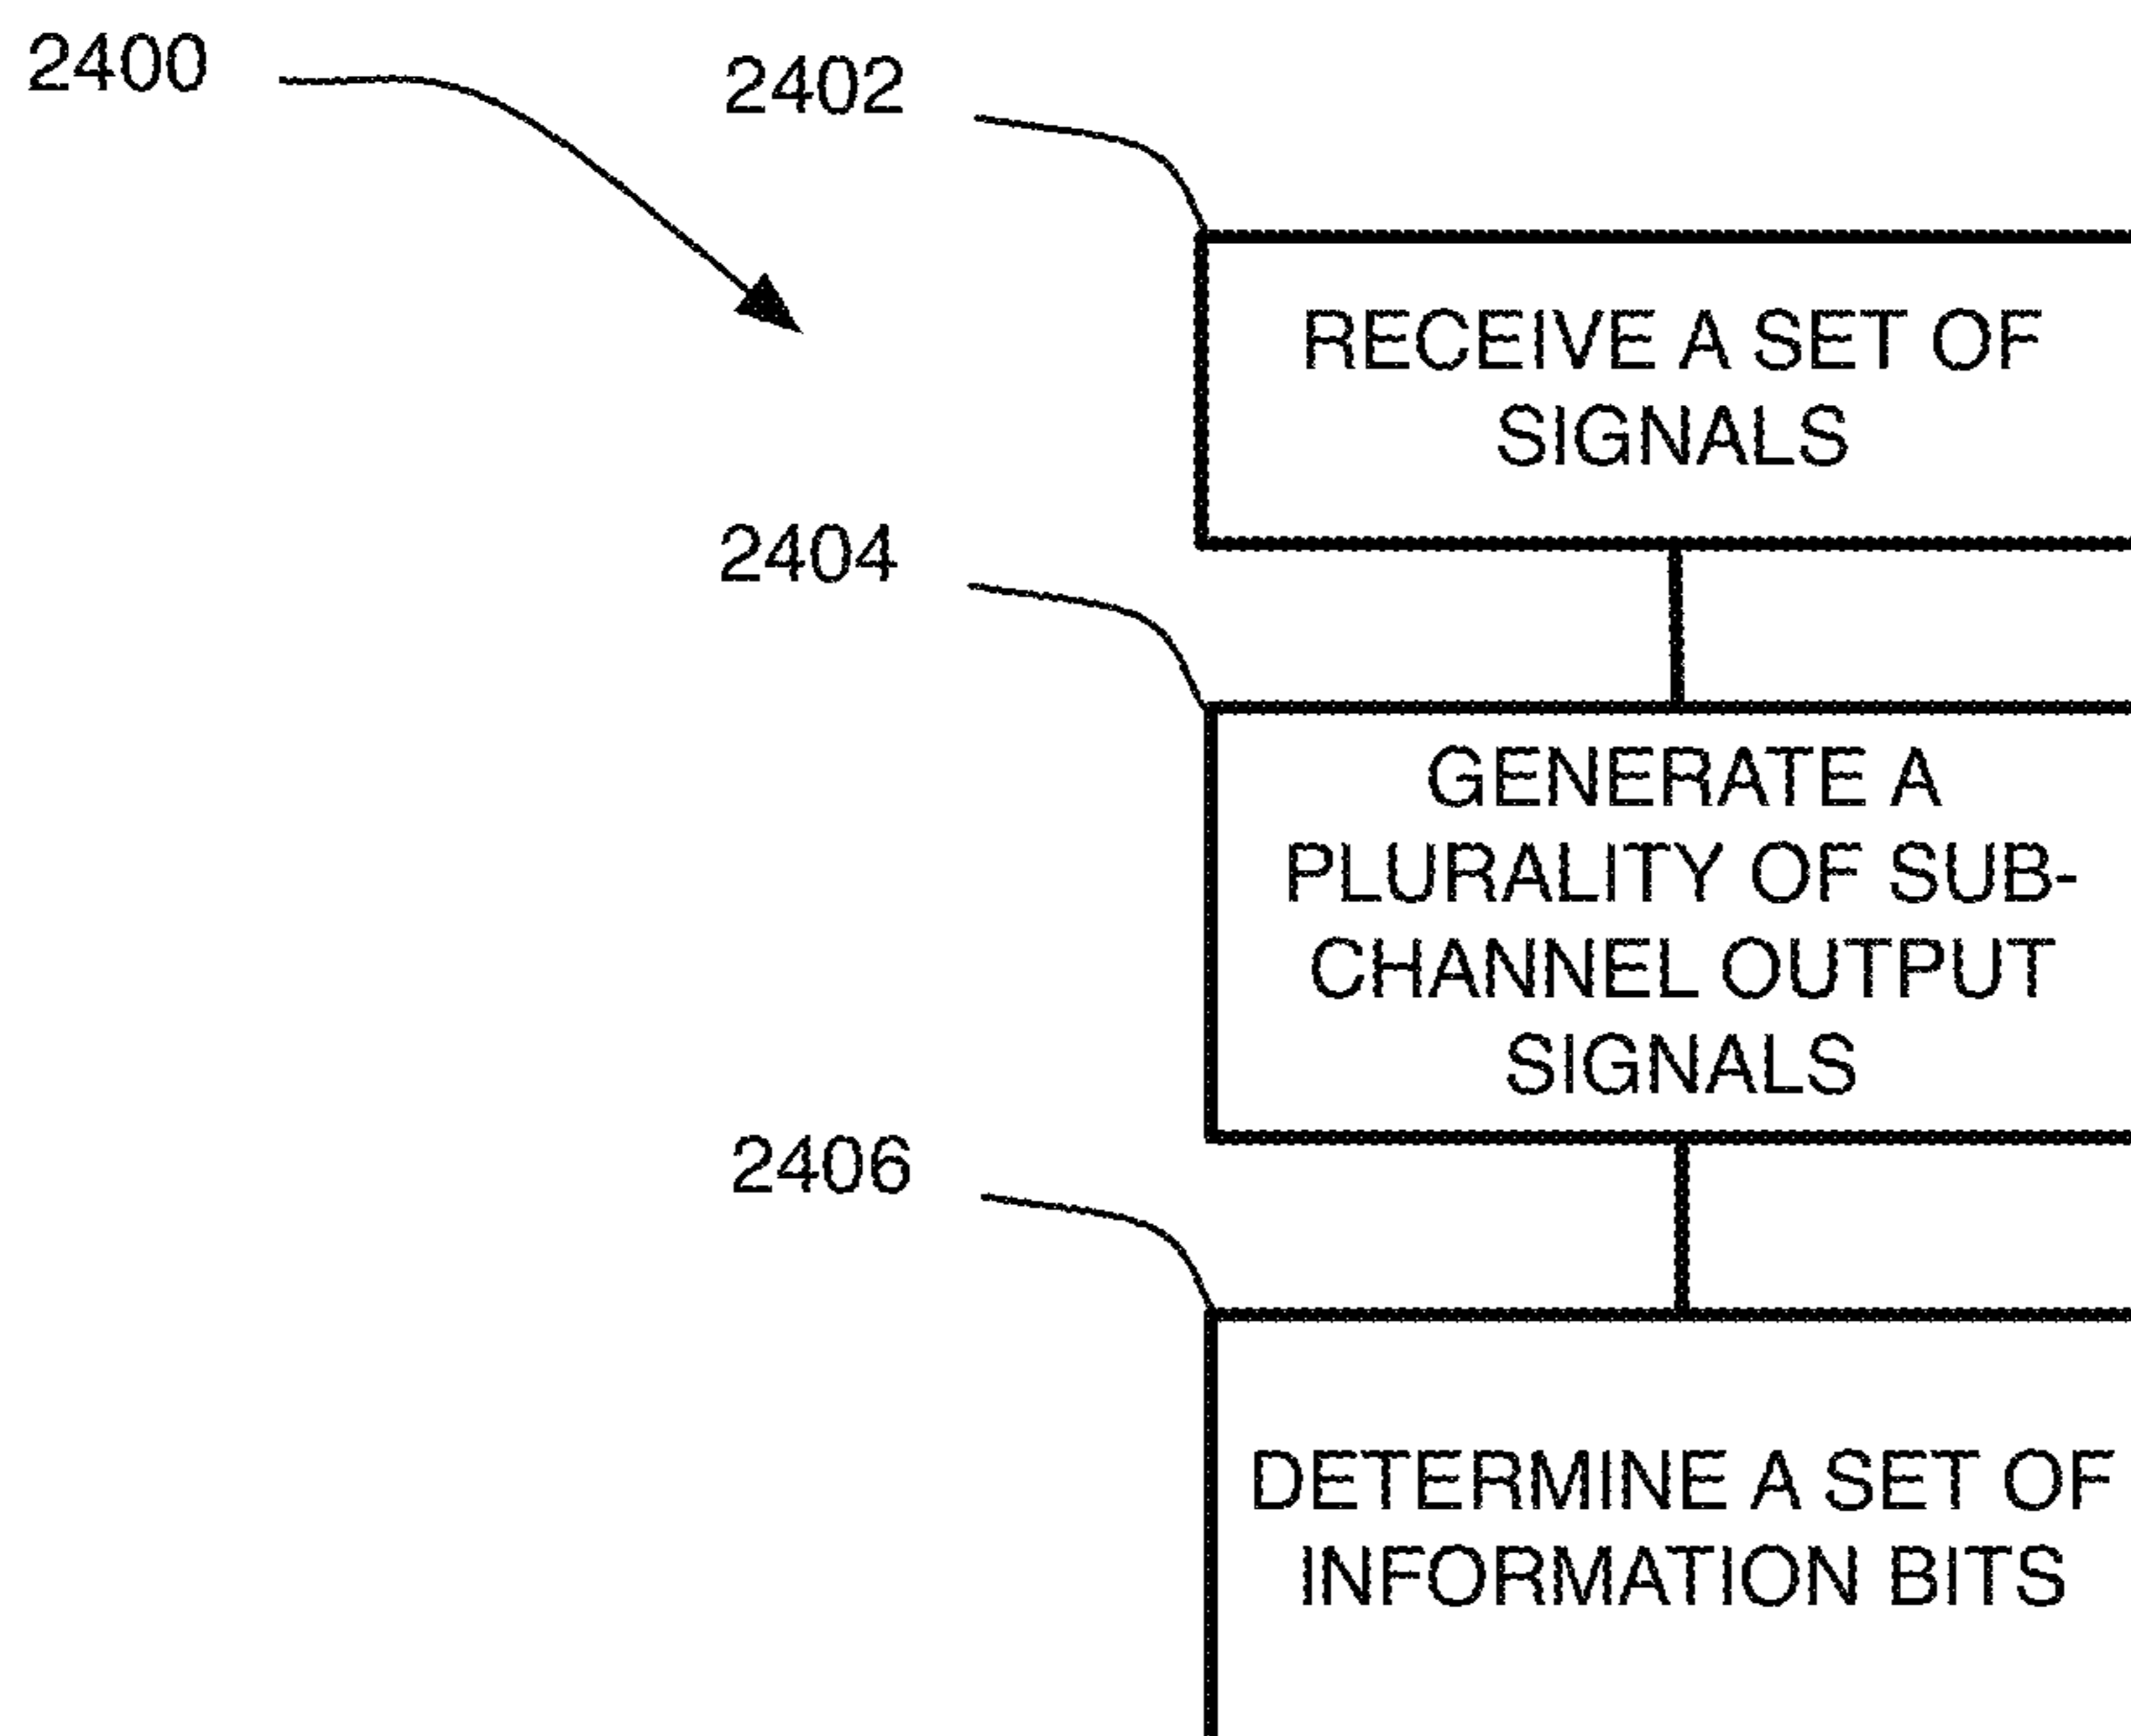 2400
2402
RECEIVE A SET OF
SIGNALS
2404
GENERATE A
PLURALITY OF SUB-
CHANNEL OUTPUT
SIGNALS
2406
DETERMINE A SET OF
INFORMATION BITS